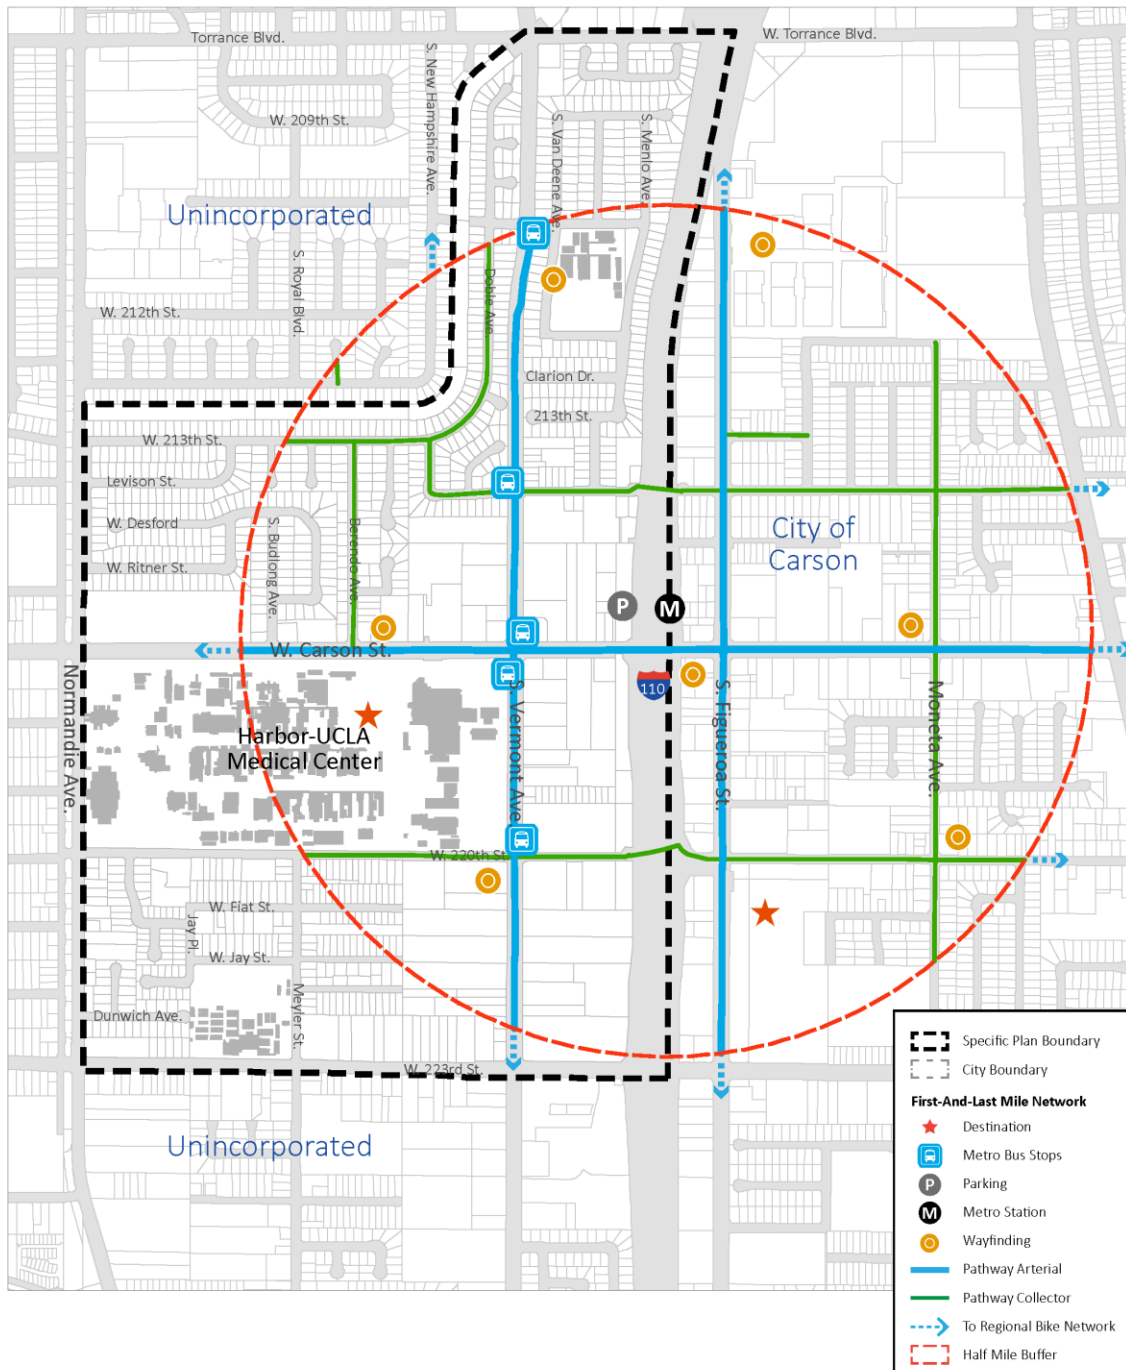 Torrance Blvd.
W. Torrance Blvd.
S. New Hampshire Ave.
W. 209th St.
S. Van Deene Ave.
S. Menlo Ave.
Unincorporated
S. Royal Blvd.
Doble Ave.
W. 212th St.
Clarion Dr.
213th St.
W. 213th St.
Levison St.
W. Desford
S. Budlong Ave.
Berendo Ave.
W. Ritner St.
City of
Carson
P
M
W. Carson St.
110
Normandie Ave.
S. Vermont Ave.
S. Figueroa St.
Moneta Ave.
Harbor-UCLA
Medical Center
W. 220th St.
W. Fiat St.
Jay Pl.
W. Jay St.
Meyler St.
Dunwich Ave.
W. 223rd St.
Unincorporated
Specific Plan Boundary
City Boundary
First-And-Last Mile Network
Destination
Metro Bus Stops
P Parking
M Metro Station
Wayfinding
Pathway Arterial
Pathway Collector
To Regional Bike Network
Half Mile Buffer